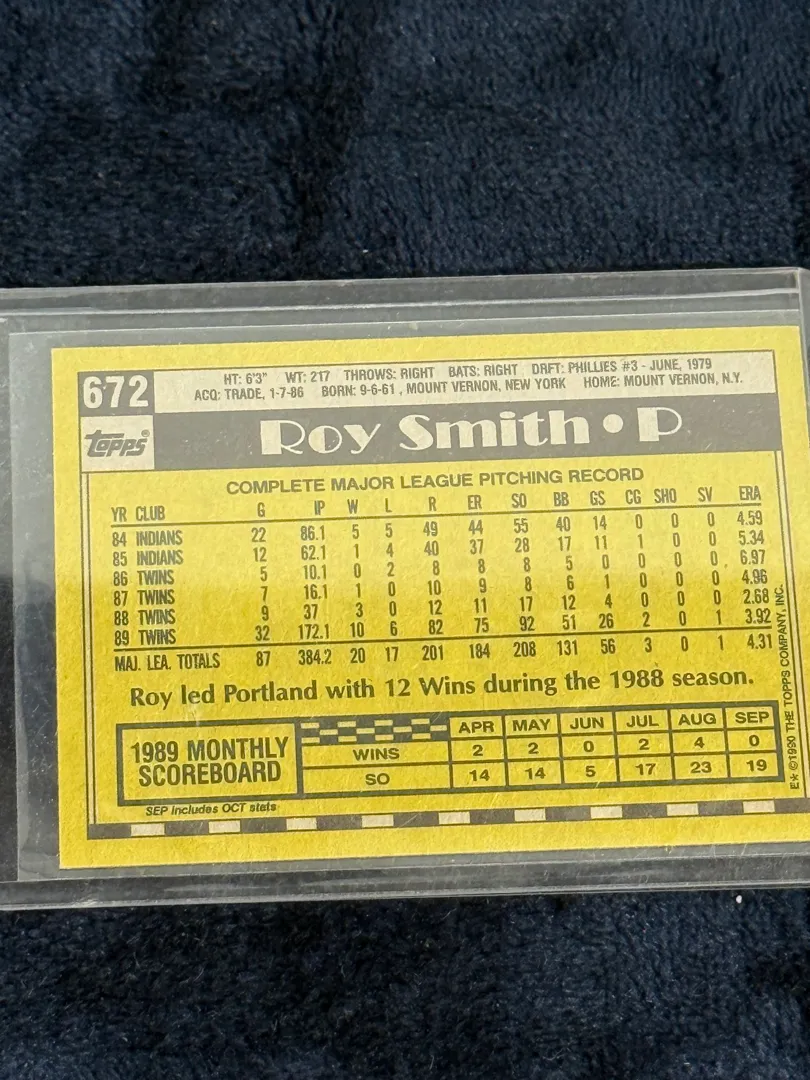 672
HT: 6'3" WT: 217 THROWS: RIGHT BATS: RIGHT DRFT: PHILLIES #3 - JUNE, 1979
ACQ: TRADE, 1-7-86 BORN: 9-6-61 , MOUNT VERNON, NEW YORK HOME: MOUNT VERNON, N.Y.
topps®
Roy Smith • P
COMPLETE MAJOR LEAGUE PITCHING RECORD
YR CLUB G IP W L R ER SO BB GS CG SHO SV ERA
84 INDIANS 22 86.1 5 5 49 44 55 40 14 0 0 0 4.59
85 INDIANS 12 62.1 1 4 40 37 28 17 11 1 0 0 5.34
86 TWINS 5 10.1 0 2 8 8 8 5 0 0 0 0 6.97
87 TWINS 7 16.1 1 0 10 9 8 6 1 0 0 0 4.96
88 TWINS 9 37 3 0 12 11 17 12 4 0 0 0 2.68
89 TWINS 32 172.1 10 6 82 75 92 51 26 2 0 1 3.92
MAJ. LEA. TOTALS 87 384.2 20 17 201 184 208 131 56 3 0 1 4.31
Roy led Portland with 12 Wins during the 1988 season.
1989 MONTHLY
SCOREBOARD
APR MAY JUN JUL AUG SEP
WINS 2 2 0 2 4 0
SO 14 14 5 17 23 19
SEP includes OCT stats
E* ©1990 THE TOPPS COMPANY, INC.